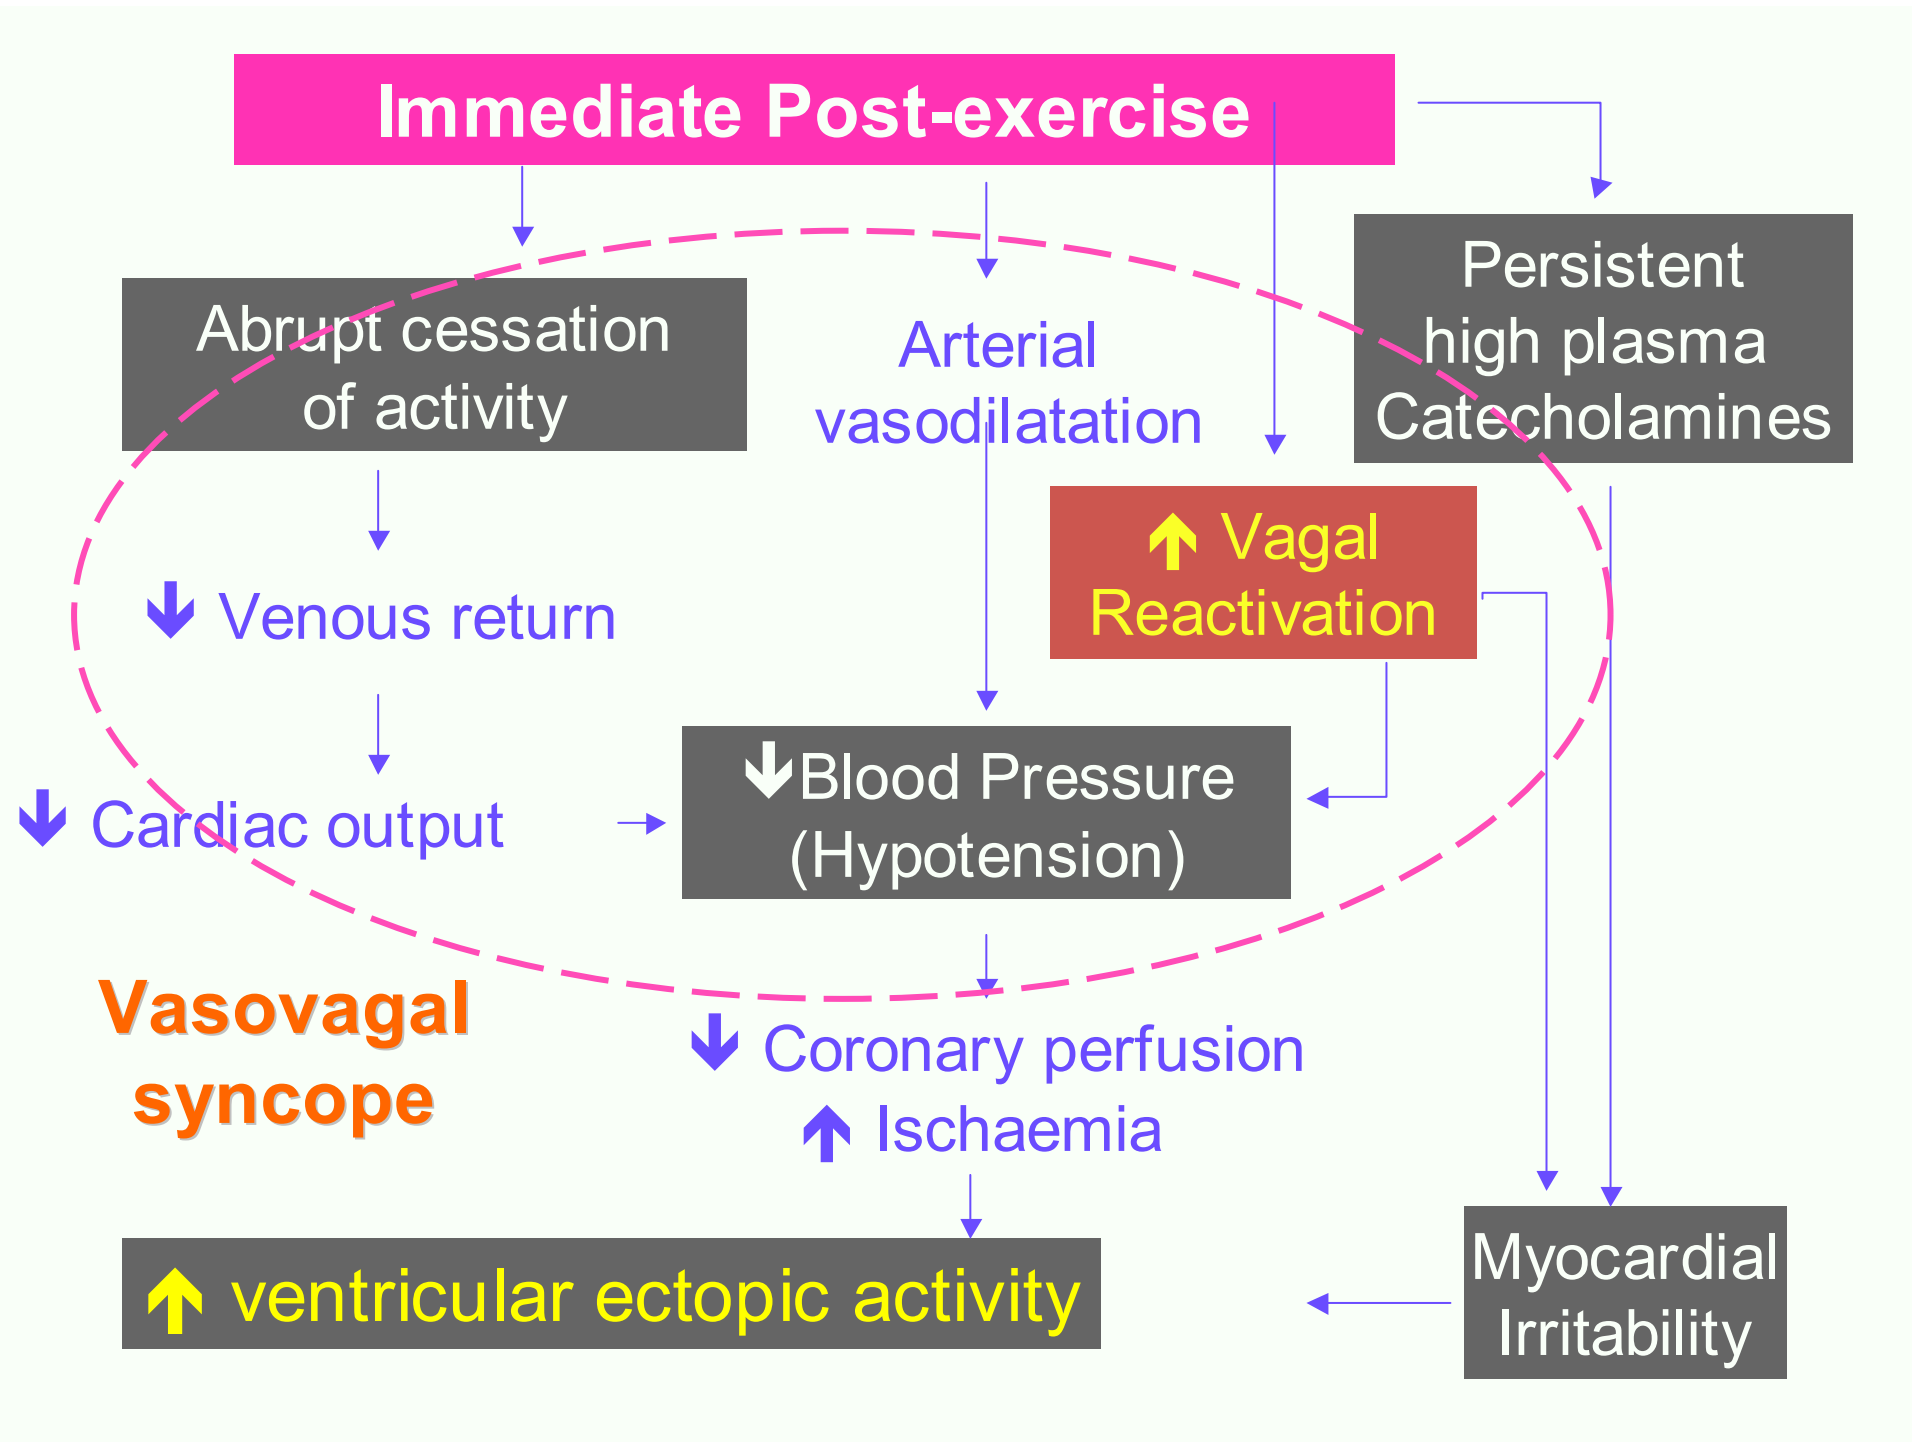 Immediate Post-exercise
Abrupt cessation
of activity
Arterial
vasodilatation
Persistent
high plasma
Catecholamines
🡹 Vagal
Reactivation
🡻 Venous return
🡻 Cardiac output
🡻Blood Pressure
(Hypotension)
Vasovagal
syncope
🡻 Coronary perfusion
🡹 Ischaemia
🡹 ventricular ectopic activity
Myocardial
Irritability